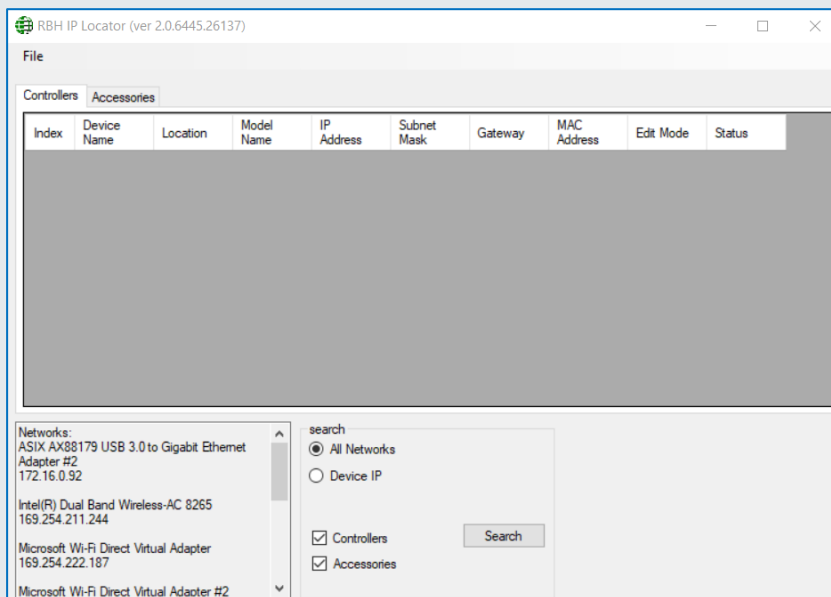 RBH IP Locator (ver 2.0.6445.26137)
File
Controllers Accessories
Index Device Name Location Model Name IP Address Subnet Mask Gateway MAC Address Edit Mode Status
Networks:
ASIX AX88179 USB 3.0 to Gigabit Ethernet
Adapter #2
172.16.0.92
Intel(R) Dual Band Wireless-AC 8265
169.254.211.244
Microsoft Wi-Fi Direct Virtual Adapter
169.254.222.187
Microsoft Wi-Fi Direct Virtual Adapter #2
search
All Networks
Device IP
Controllers
Search
Accessories